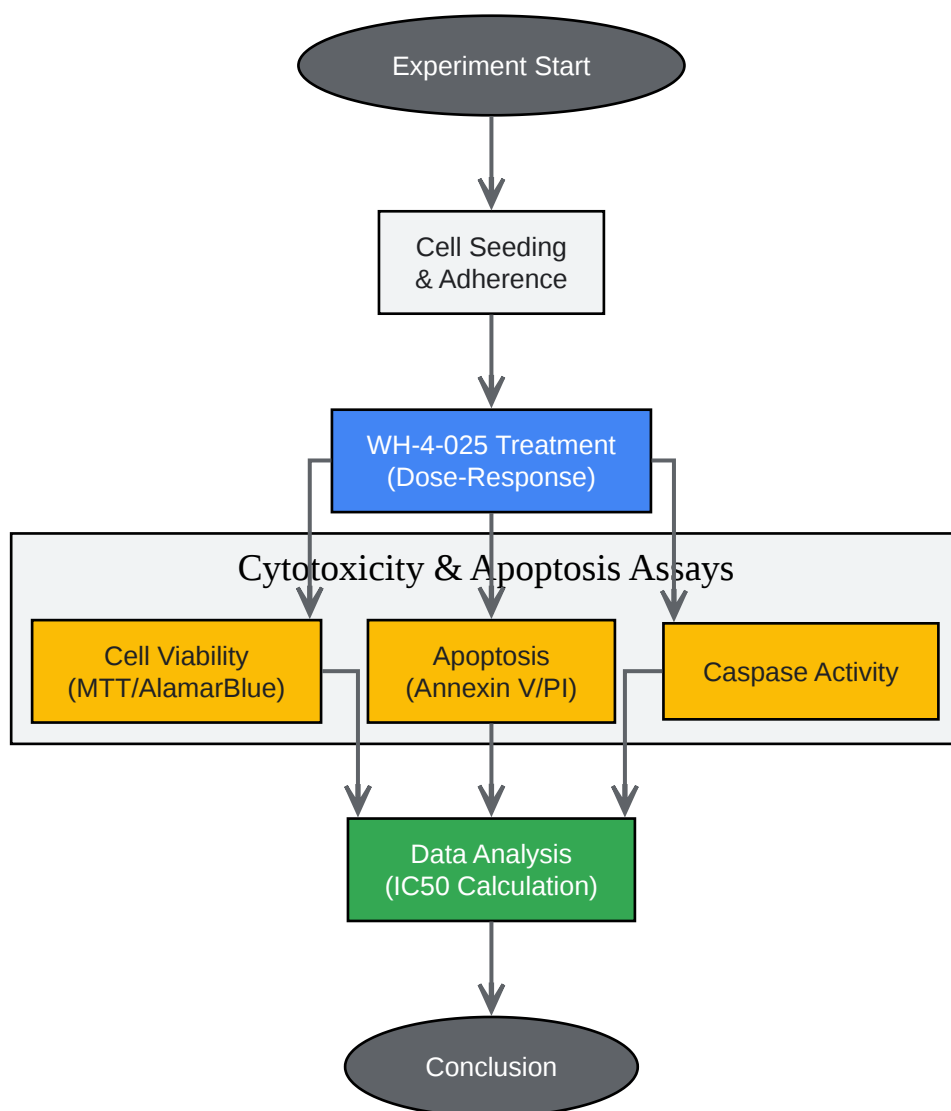 Experiment Start
Cell Seeding
& Adherence
WH-4-025 Treatment
(Dose-Response)
Cytotoxicity & Apoptosis Assays
Cell Viability
(MTT/AlamarBlue)
Apoptosis
(Annexin V/PI)
Caspase Activity
Data Analysis
(IC50 Calculation)
Conclusion